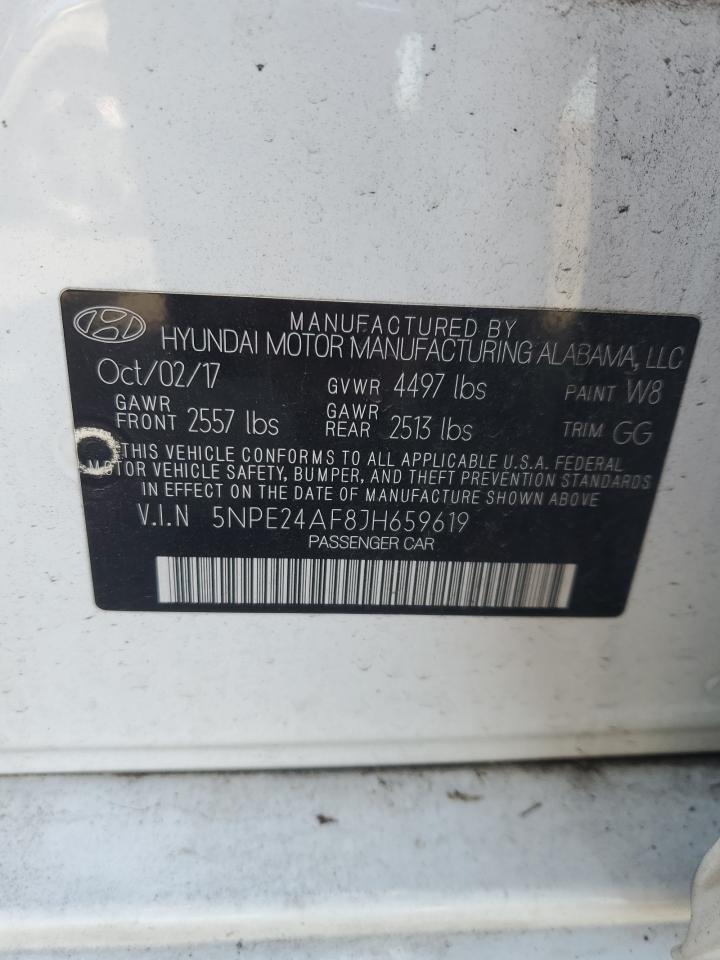 MANUFACTURED BY
HYUNDAI MOTOR MANUFACTURING ALABAMA, LLC
Oct/02/17 GVWR 4497 lbs PAINT W8
GAWR FRONT 2557 lbs GAWR REAR 2513 lbs TRIM GG
THIS VEHICLE CONFORMS TO ALL APPLICABLE U.S.A. FEDERAL
MOTOR VEHICLE SAFETY, BUMPER, AND THEFT PREVENTION STANDARDS
IN EFFECT ON THE DATE OF MANUFACTURE SHOWN ABOVE
V.I.N 5NPE24AF8JH659619
PASSENGER CAR